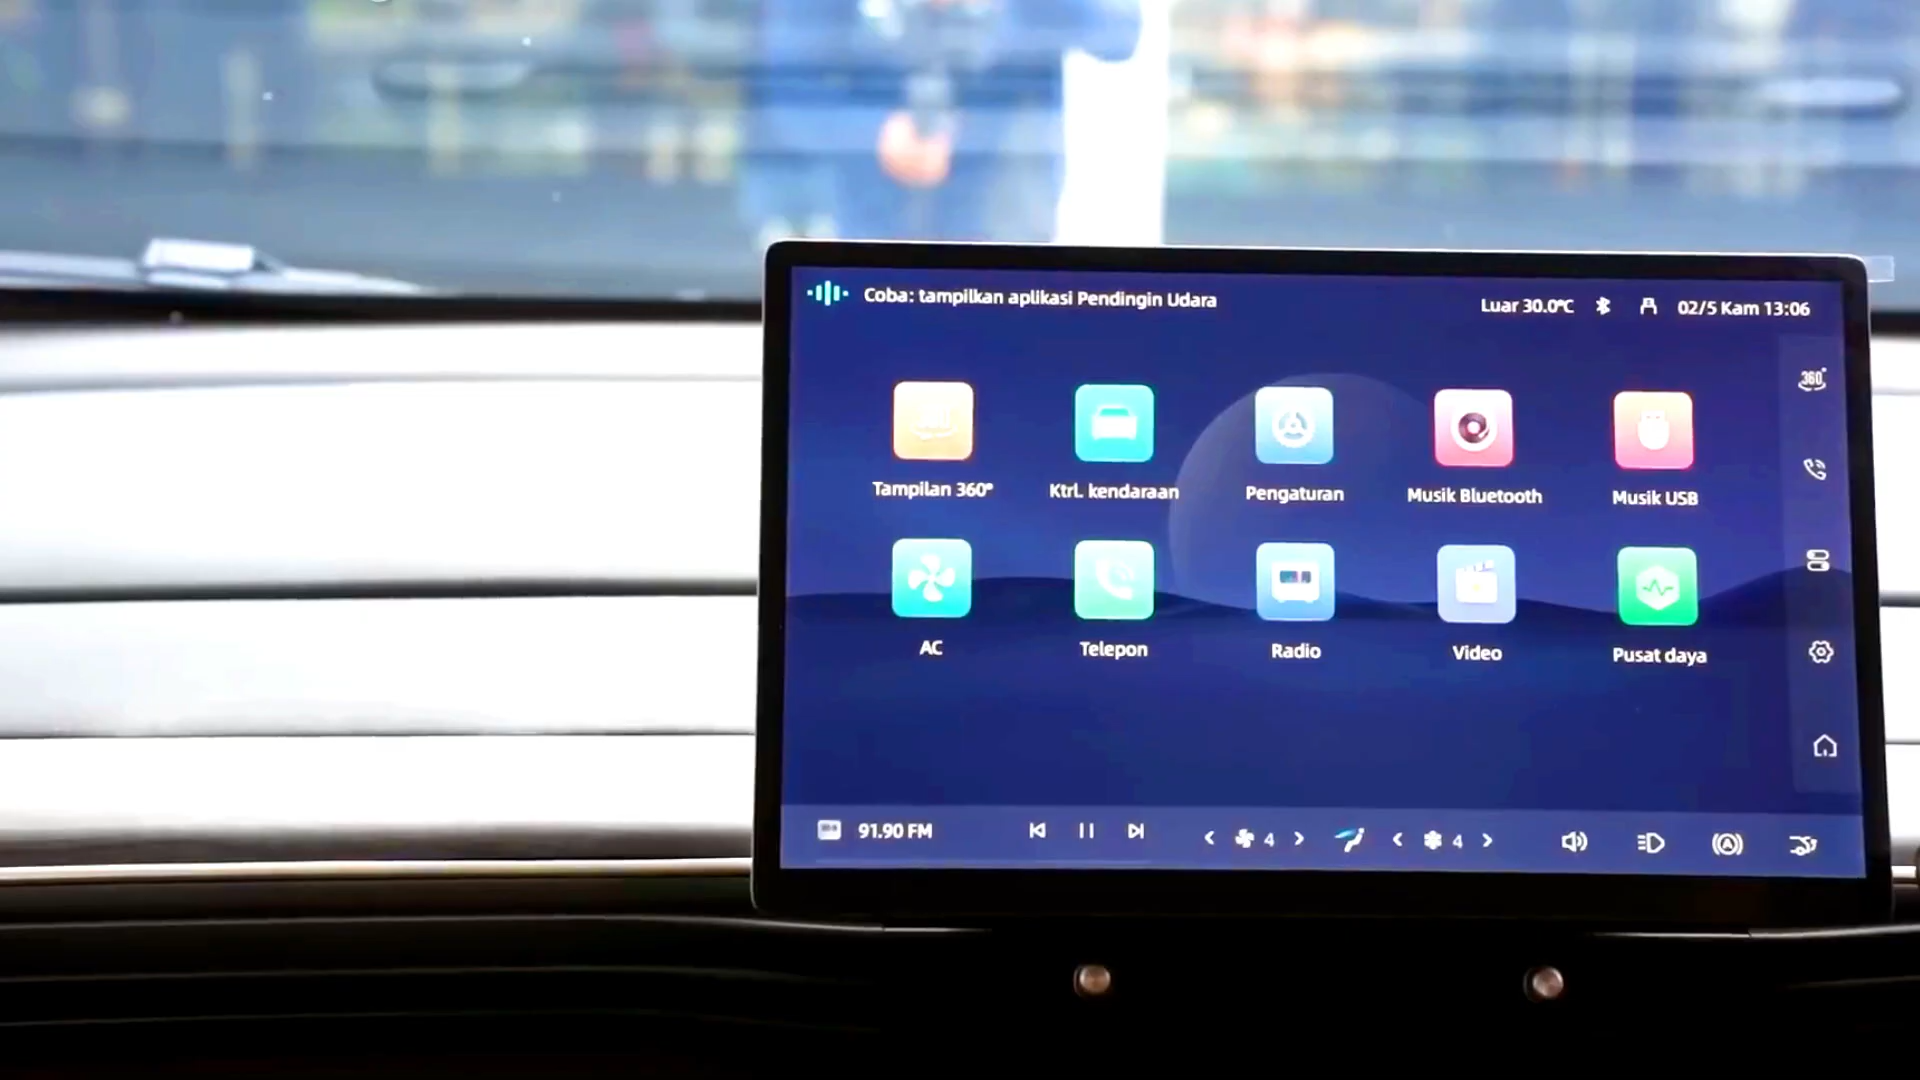 Coba: tampilkan aplikasi Pendingin Udara
Luar 30.0°C 02/5 Kam 13:06
360°
Tampilan 360° Ktrl. kendaraan Pengaturan Musik Bluetooth Musik USB
AC Telepon Radio Video Pusat daya
91.90 FM < 4 > < 4 > A